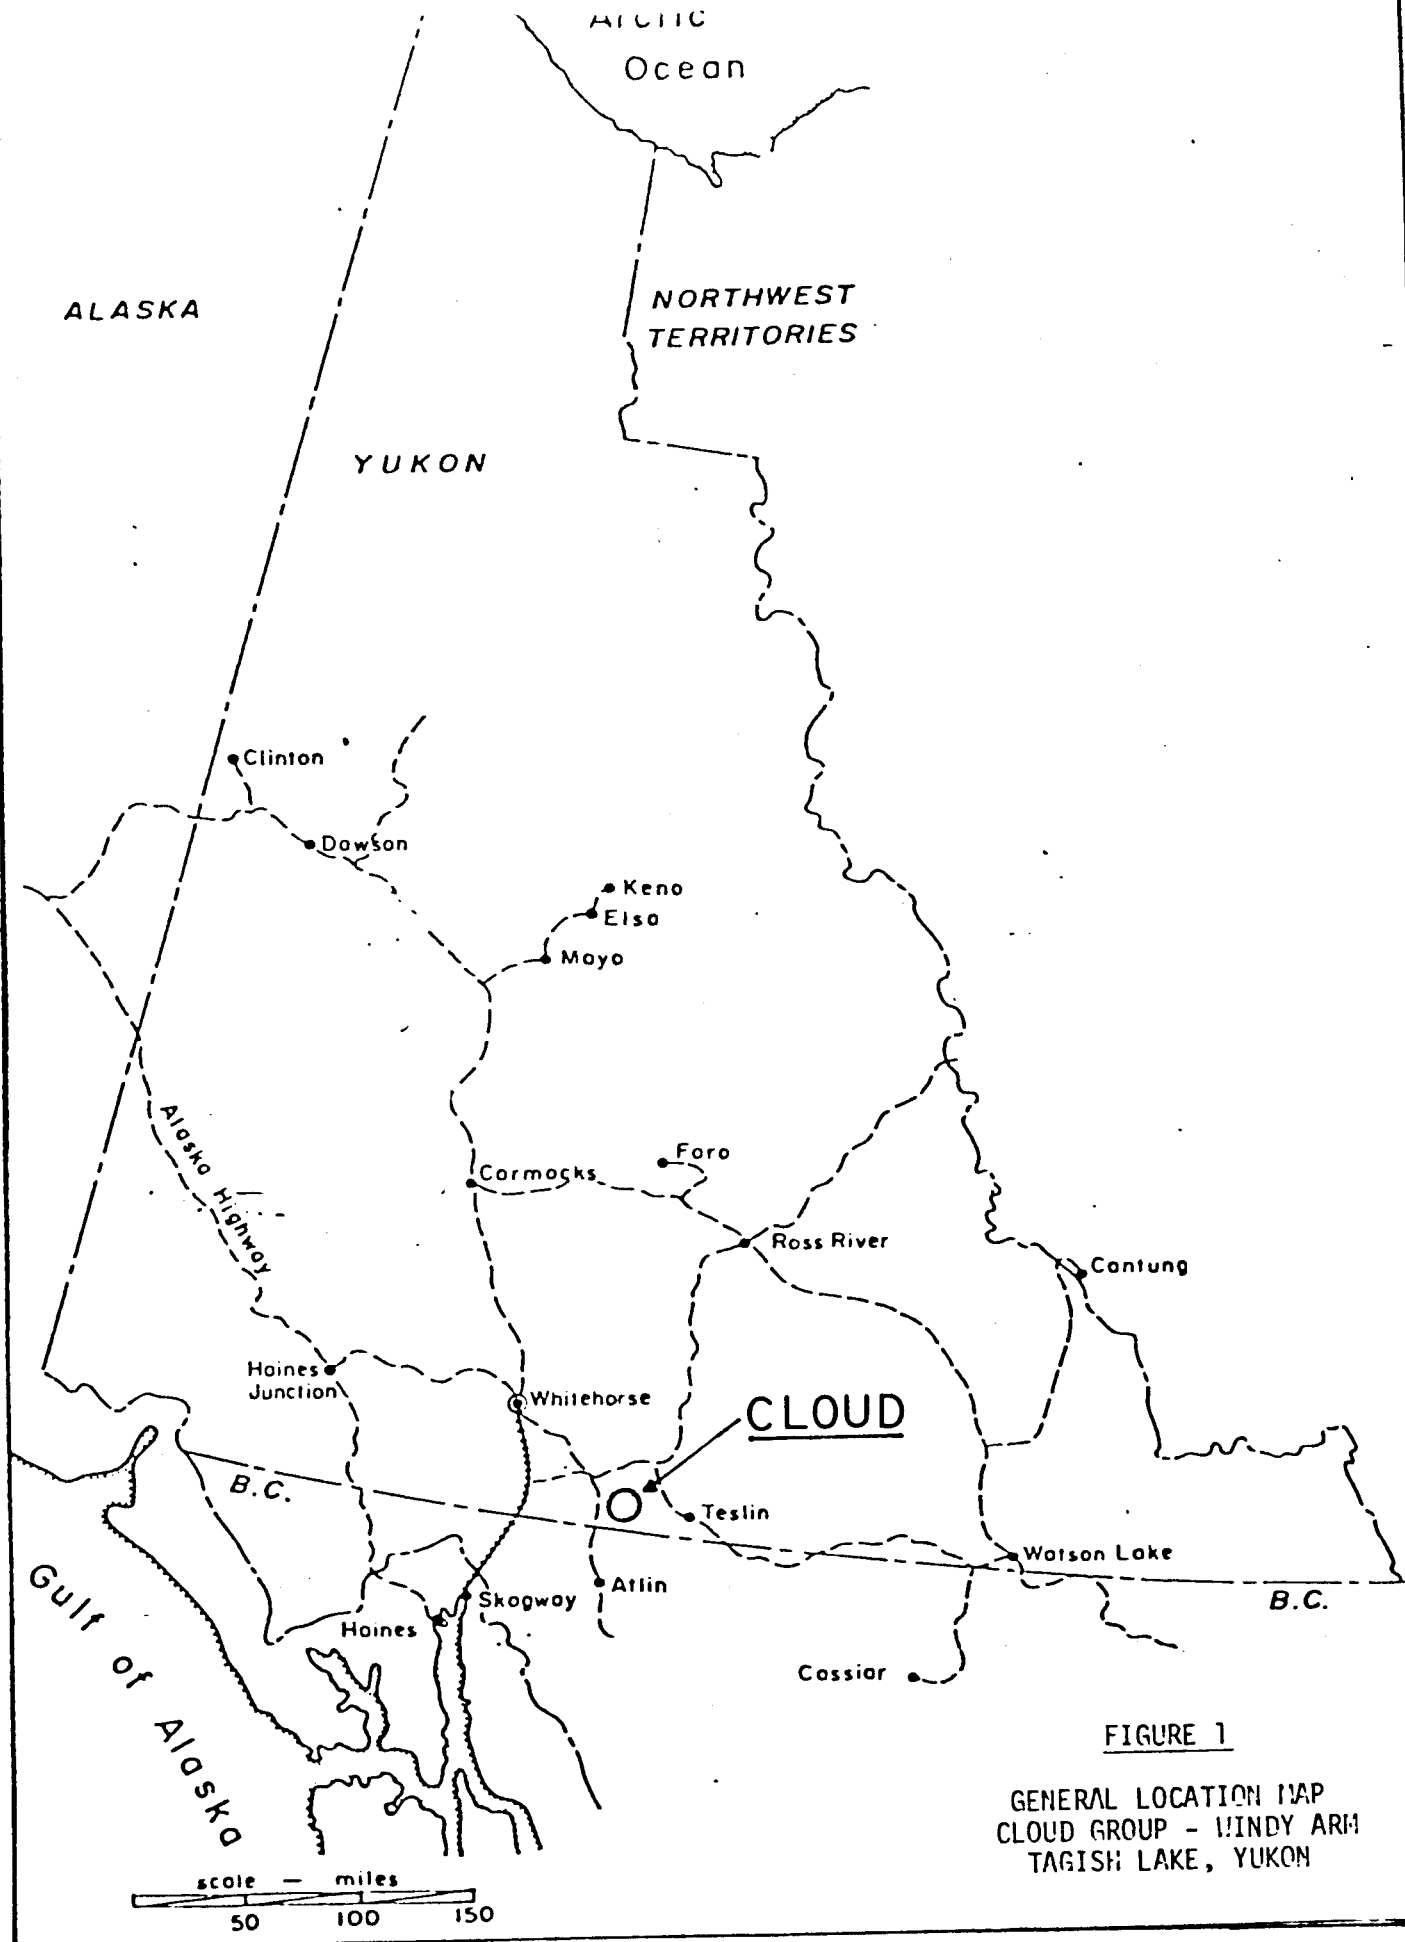 Arctic
Ocean
ALASKA
NORTHWEST
TERRITORIES
YUKON
Clinton
Dawson
Keno
Elsa
Mayo
Alaska Highway
Carmacks
Faro
Ross River
Cantung
Haines
Junction
Whitehorse
CLOUD
B.C.
Teslin
Watson Lake
Atlin
B.C.
Skagway
Haines
Gulf of Alaska
Cassiar
FIGURE 1
GENERAL LOCATION MAP
CLOUD GROUP - WINDY ARM
TAGISH LAKE, YUKON
scale — miles
50 100 150